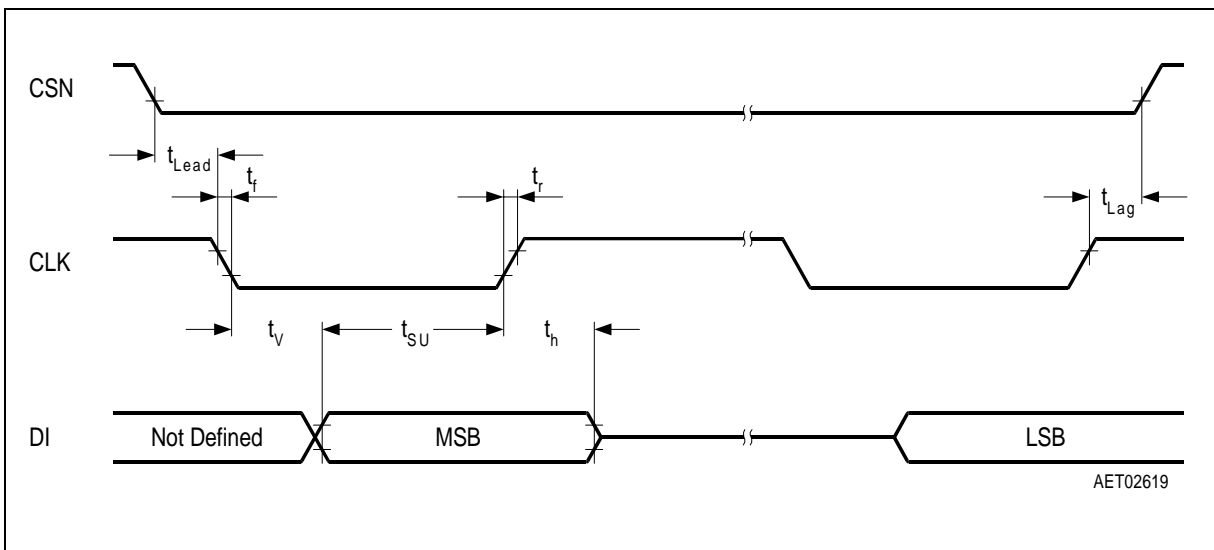 CSN
tLead
tf
tr
tLag
CLK
tV
tSU
th
DI
Not Defined
MSB
LSB
AET02619